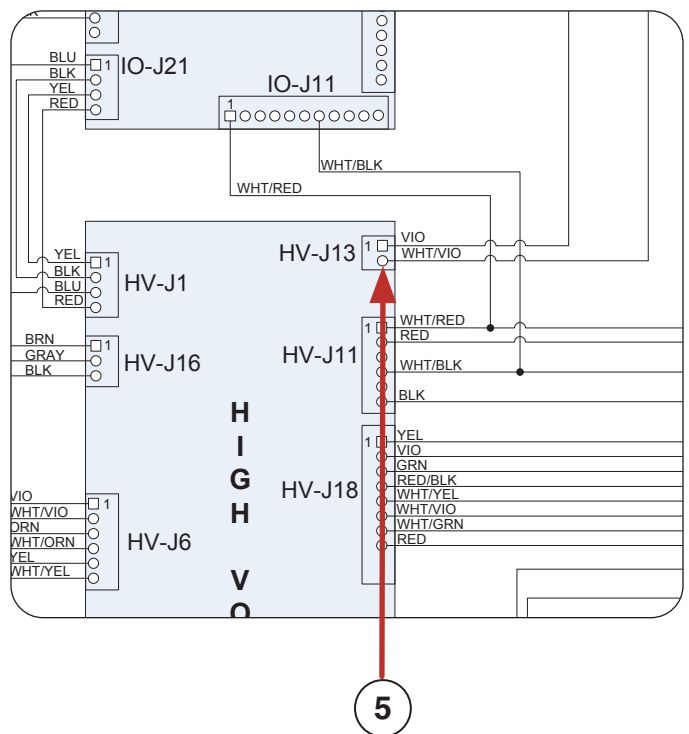 BLU
BLK
YEL
RED
1
IO-J21
IO-J11
1
WHT/BLK
WHT/RED
YEL
BLK
BLU
RED
1
HV-J1
HV-J13
1
VIO
WHT/VIO
BRN
GRAY
BLK
1
HV-J16
HV-J11
1
WHT/RED
RED
WHT/BLK
BLK
H
I
G
H
V
O
HV-J18
1
YEL
VIO
GRN
RED/BLK
WHT/YEL
WHT/VIO
WHT/GRN
RED
VIO
WHT/VIO
ORN
WHT/ORN
YEL
WHT/YEL
1
HV-J6
5